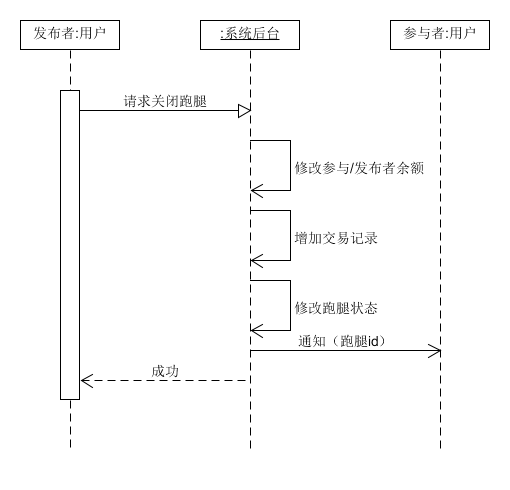 发布者:用户
:系统后台
参与者:用户
请求关闭跑腿
修改参与/发布者余额
增加交易记录
修改跑腿状态
通知（跑腿id）
成功